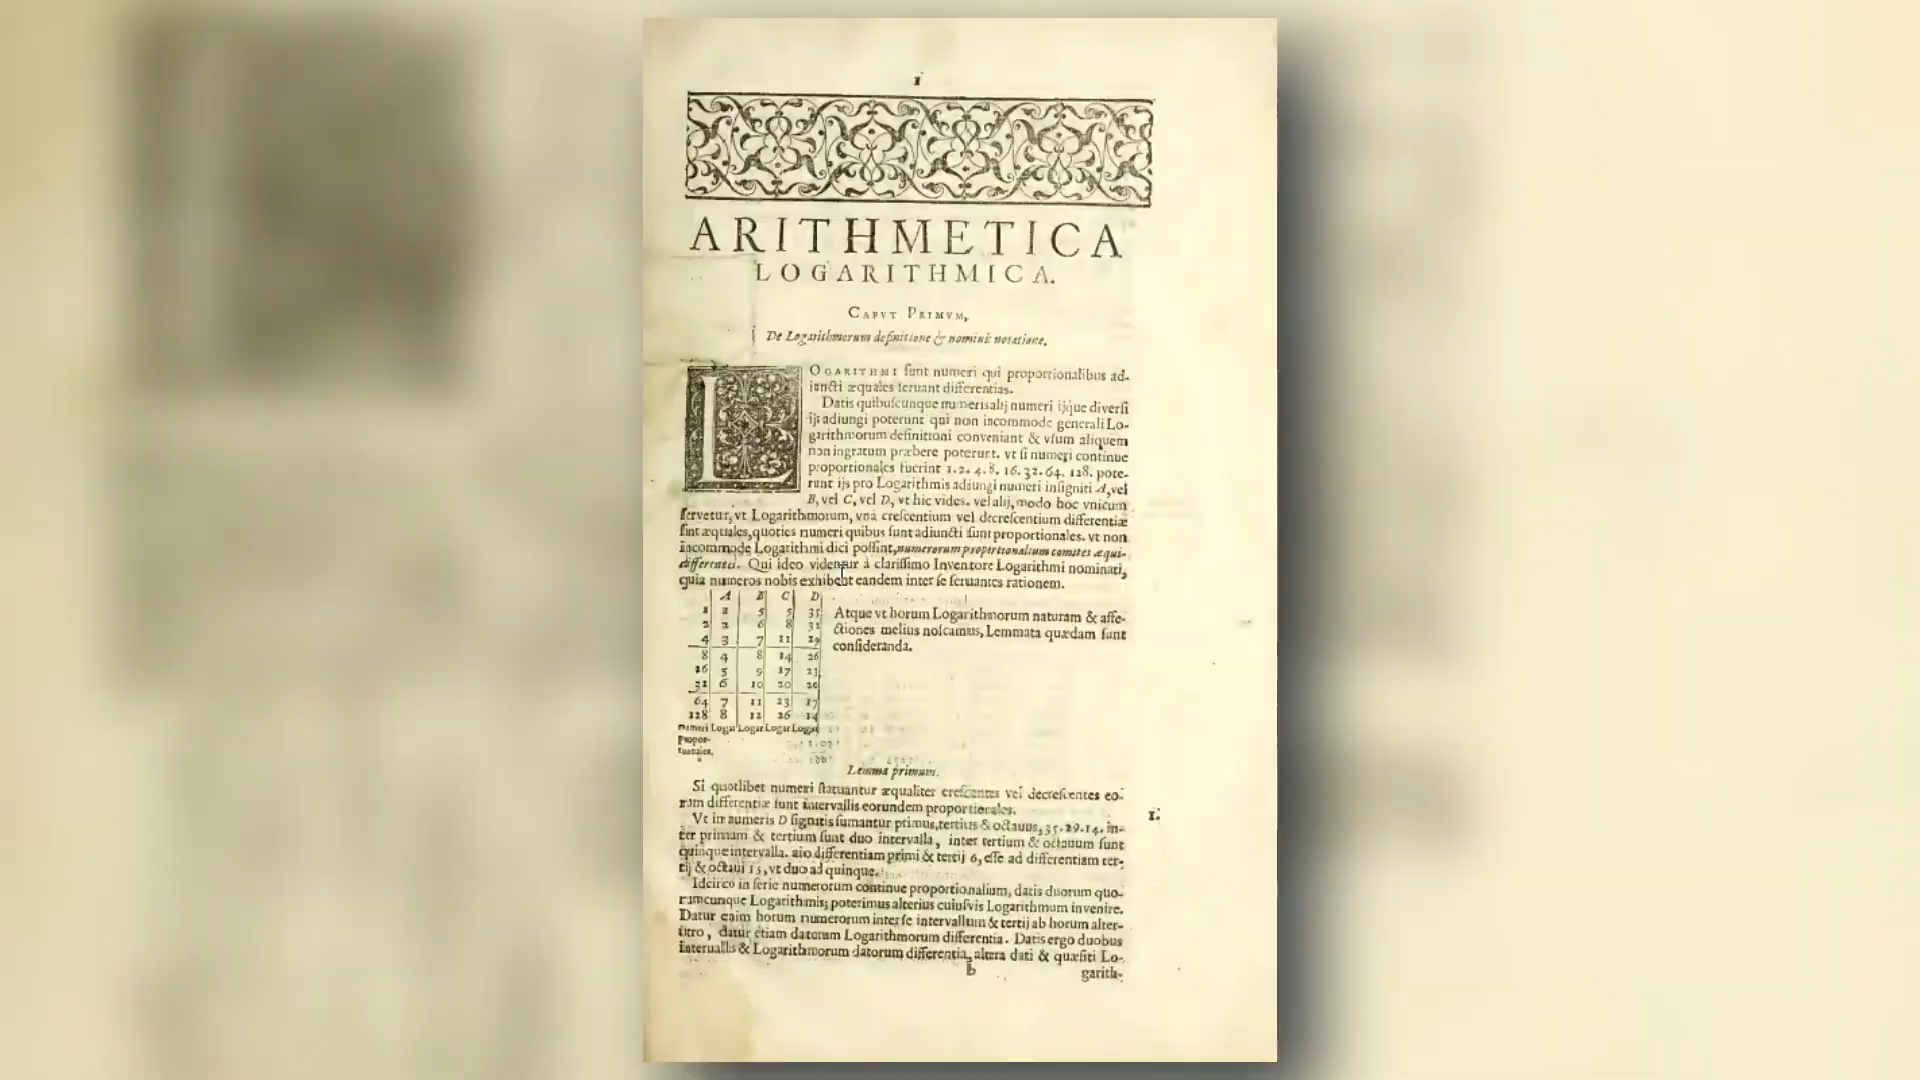 1
ARITHMETICA
LOGARITHMICA.
CAPVT PRIMVM,
De Logarithmorum definitione & nominis notatione.
LOGARITHMI ſunt numeri qui proportionalibus ad-
iuncti æquales ſeruant differentias.
Datis quibuſcunque numeris alij numeri ijque diverſi
ijs adiungi poterunt qui non incommode generali Lo-
garithmorum definitioni conveniant & vſum aliquem
non ingratum præbere poterunt. vt ſi numeri continue
proportionales fuerint 1. 2. 4. 8. 16. 32. 64. 128. pote-
runt ijs pro Logarithmis adiungi numeri inſigniti A, vel
B, vel C, vel D, vt hic vides. vel alij, modo hoc vnicum
ſervetur, vt Logarithmorum, vna creſcentium vel decreſcentium differentiæ
ſint æquales, quoties numeri quibus ſunt adiuncti ſunt proportionales. vt non
incommode Logarithmi dici poſſint, numerorum proportionalium comites æqui-
differentes. Qui ideo videntur à clariſſimo Inventore Logarithmi nominati,
quia numeros nobis exhibent eandem inter ſe ſeruantes rationem.
A B C D
1 1 5 5 35
2 2 6 8 32
4 3 7 11 29
8 4 8 14 26
16 5 9 17 23
32 6 10 20 20
64 7 11 23 17
128 8 12 26 14
numeri Logar Logar Logar Logar
Propor-
tionales.
Atque vt horum Logarithmorum naturam & affe-
ctiones melius noſcamus, Lemmata quædam ſunt
conſideranda.
Lemma primum.
Si quotlibet numeri ſtatuantur æqualiter creſcentes vel decreſcentes eo-
rum differentiæ ſunt intervallis eorundem proportionales.
1.
Vt in numeris D ſignatis ſumantur primus, tertius & octauus, 35. 29. 14. in-
ter primum & tertium ſunt duo intervalla, inter tertium & octauum ſunt
quinque intervalla. aio differentiam primi & tertij 6, eſſe ad differentiam ter-
tij & octaui 15, vt duo ad quinque.
Idcirco in ſerie numerorum continue proportionalium, datis duorum quo-
rumcunque Logarithmis; poterimus alterius cuiuſvis Logarithmum invenire.
Datur enim horum numerorum inter ſe intervallum & tertij ab horum alter-
utro, datur etiam datorum Logarithmorum differentia. Datis ergo duobus
intervallis & Logarithmorum datorum differentia, altera dati & quæſiti Lo-
b
garith-